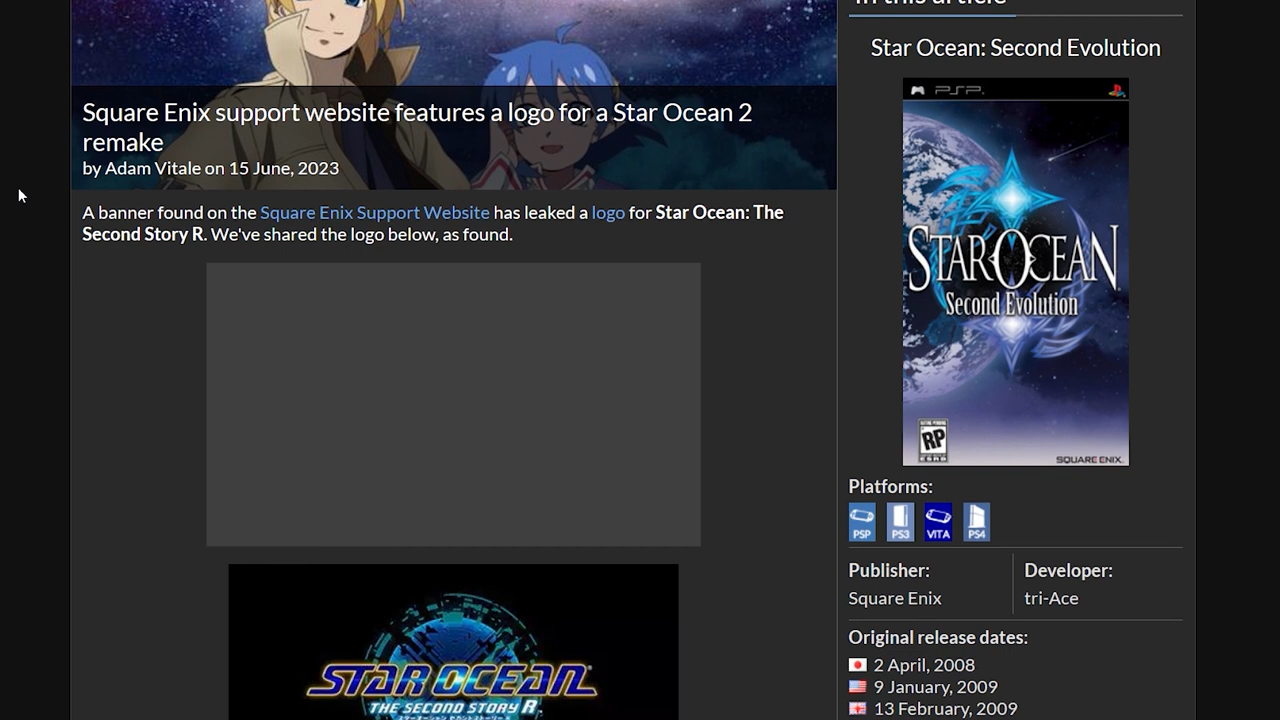 In this article
Star Ocean: Second Evolution
Square Enix support website features a logo for a Star Ocean 2
remake
by Adam Vitale on 15 June, 2023
A banner found on the Square Enix Support Website has leaked a logo for Star Ocean: The
Second Story R. We've shared the logo below, as found.
STAR OCEAN
THE SECOND STORY R
PSP
STAR OCEAN
Second Evolution
RP
ESRB
SQUARE ENIX
Platforms:
PSP PS3 VITA PS4
Publisher:
Square Enix
Developer:
tri-Ace
Original release dates:
2 April, 2008
9 January, 2009
13 February, 2009